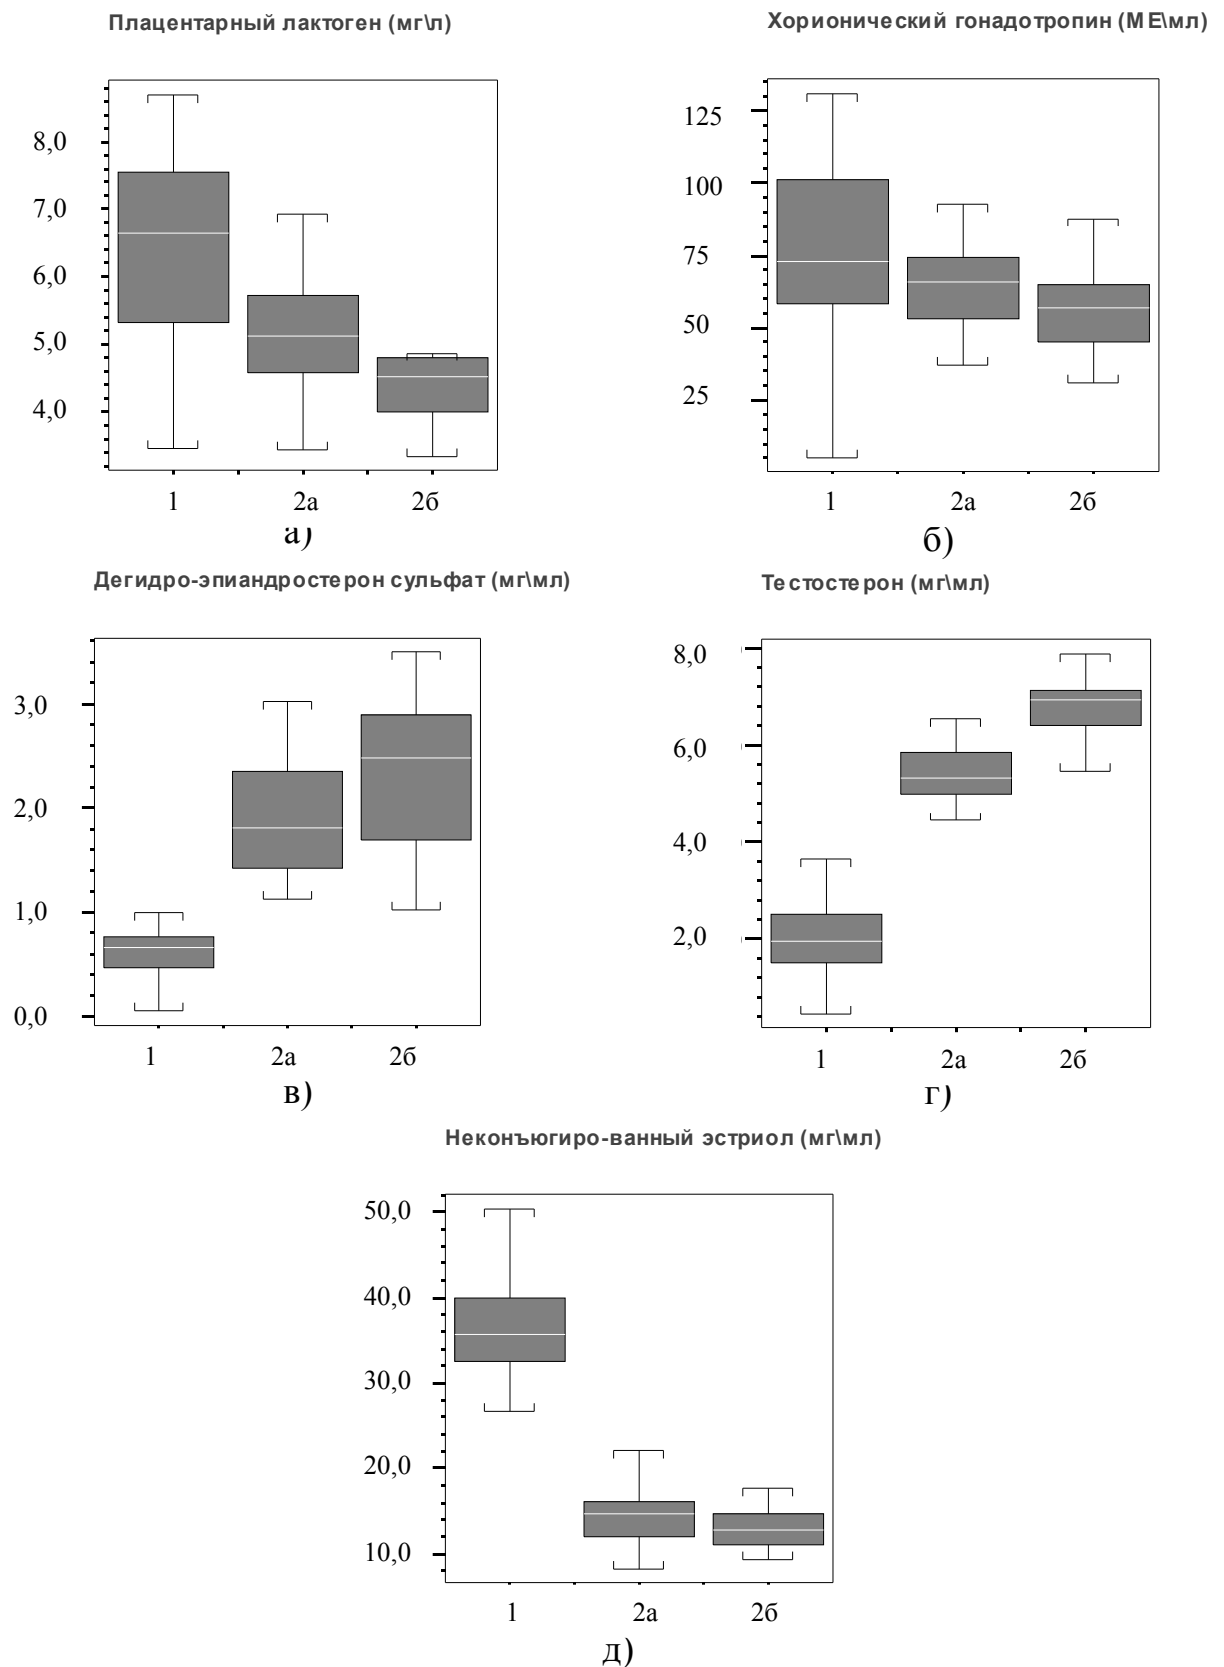 Плацентарный лактоген (мг\л)
8,0
7,0
6,0
5,0
4,0
1 2а 2б
а)
Хорионический гонадотропин (МЕ\мл)
125
100
75
50
25
1 2а 2б
б)
Дегидро-эпиандростерон сульфат (мг\мл)
3,0
2,0
1,0
0,0
1 2а 2б
в)
Тестостерон (мг\мл)
8,0
6,0
4,0
2,0
1 2а 2б
г)
Неконъюгиро-ванный эстриол (мг\мл)
50,0
40,0
30,0
20,0
10,0
1 2а 2б
д)